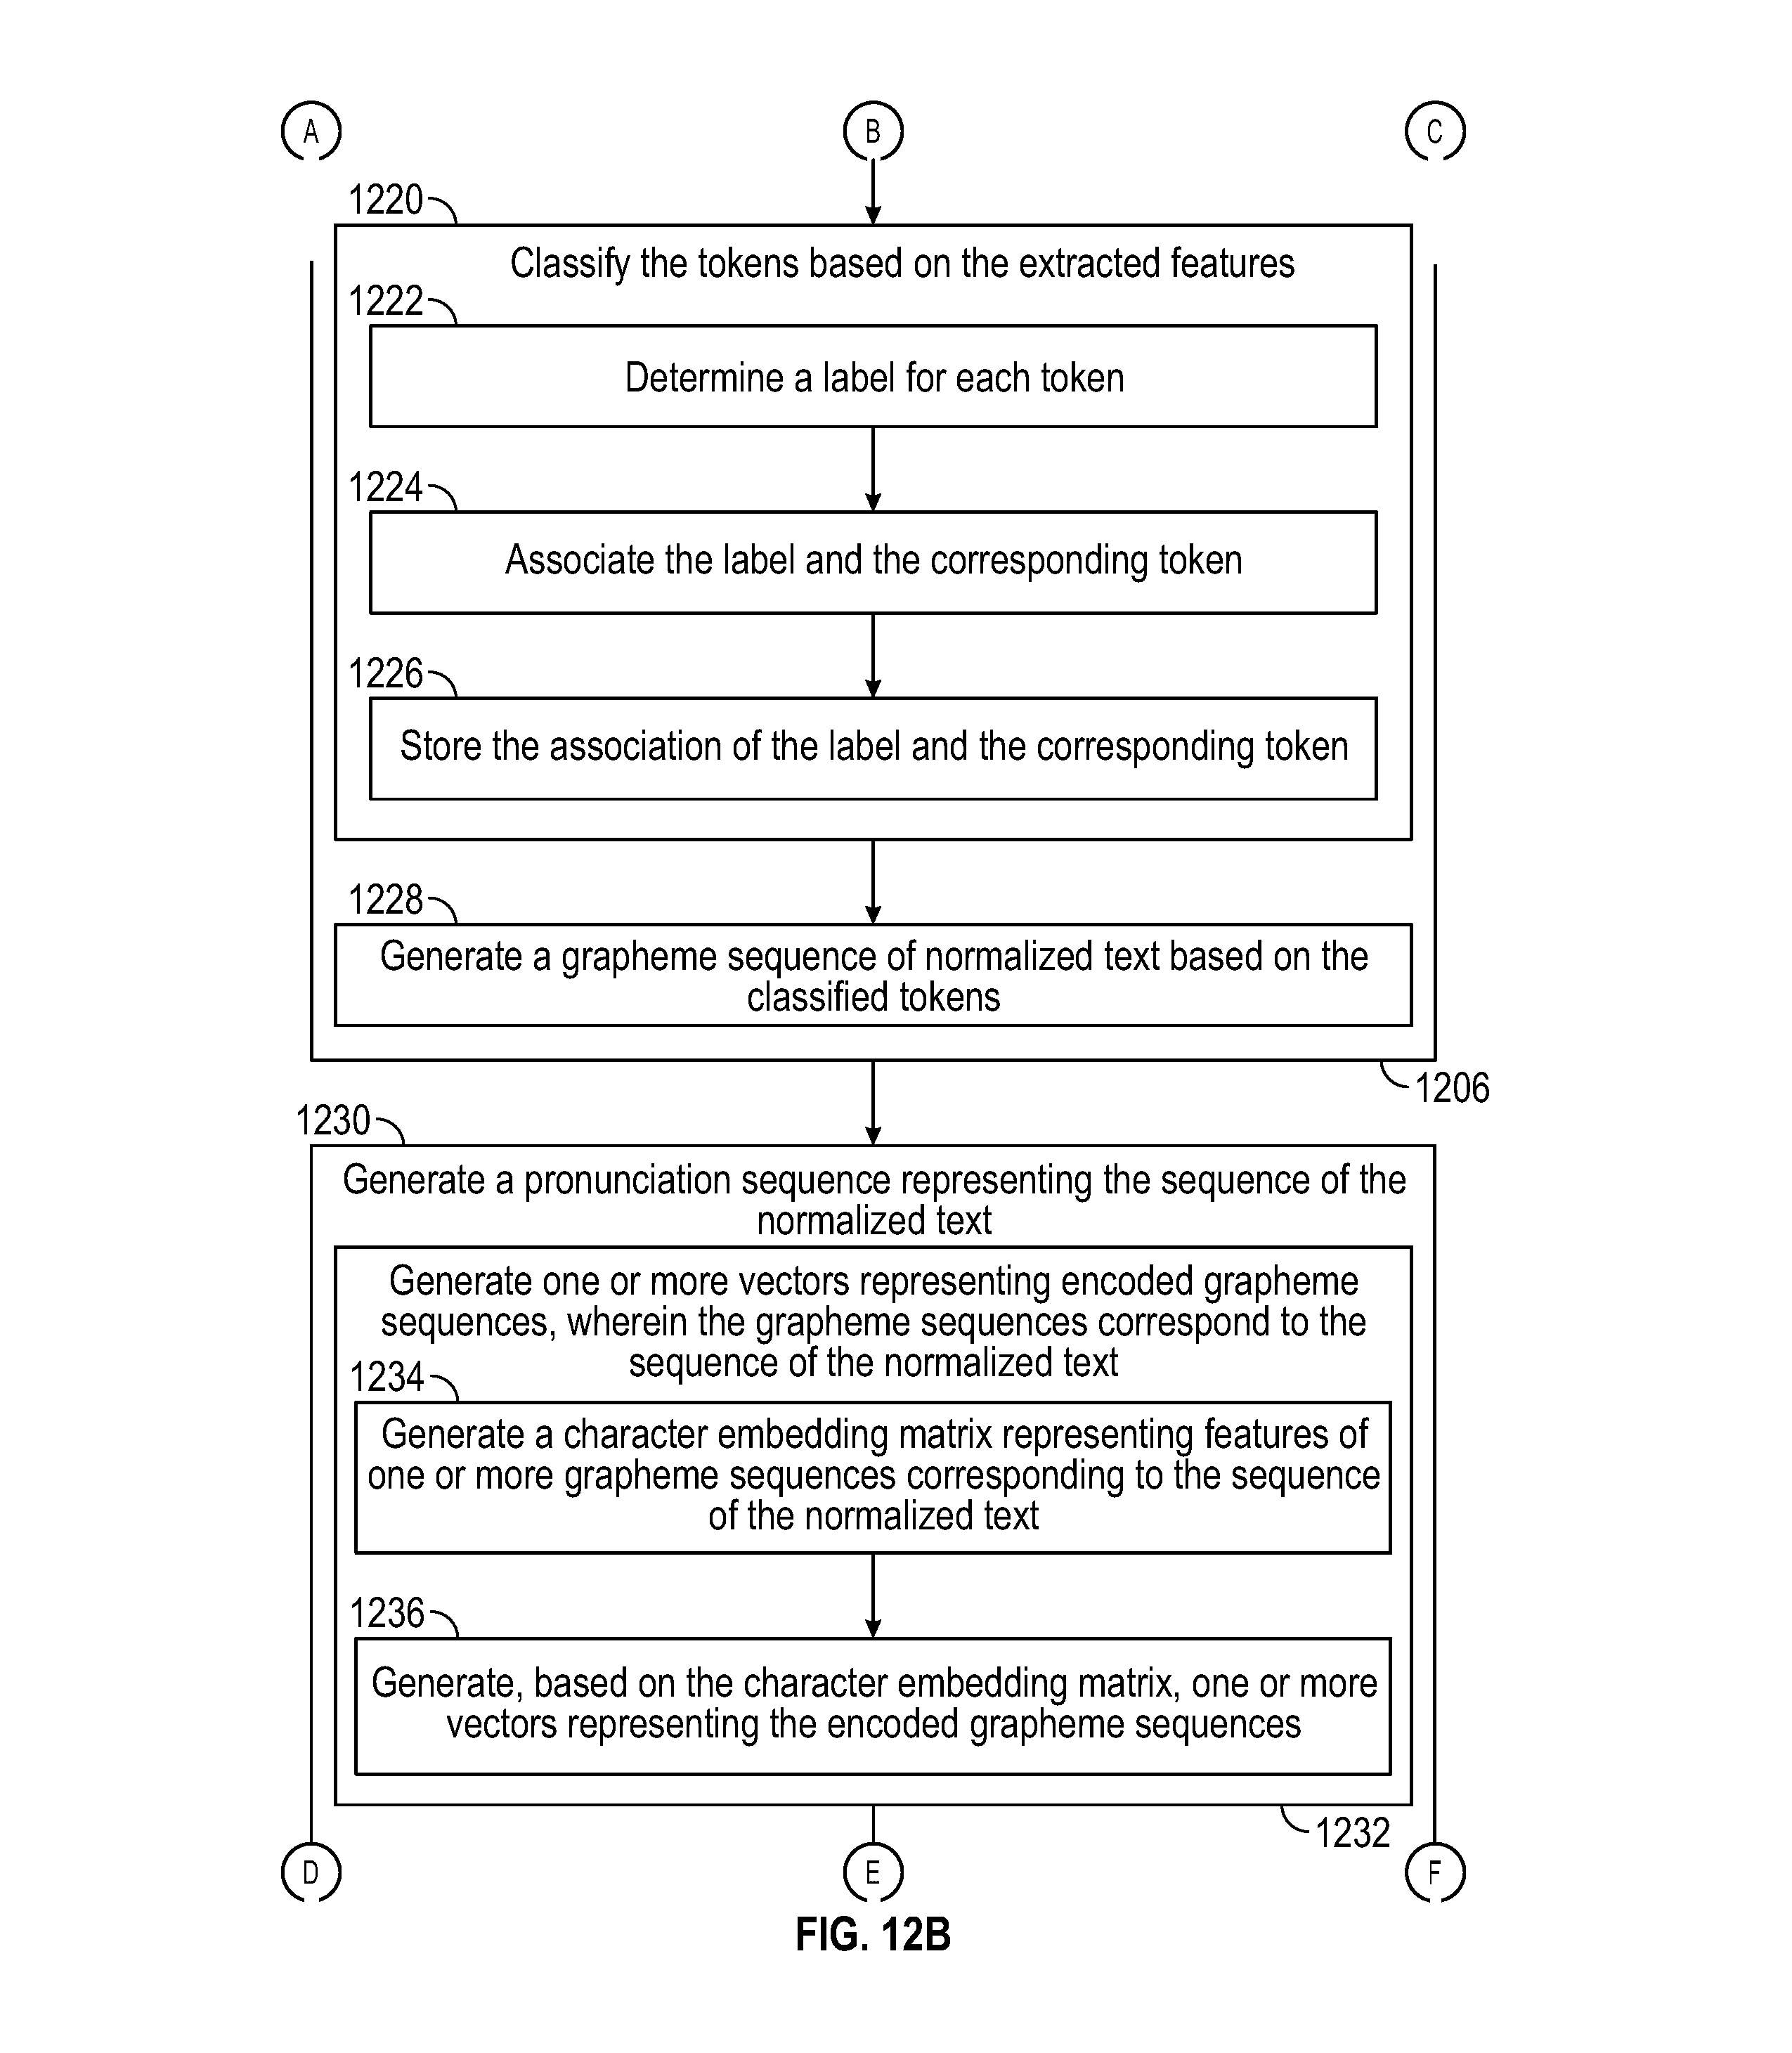 A
B
C
1220
Classify the tokens based on the extracted features
1222
Determine a label for each token
1224
Associate the label and the corresponding token
1226
Store the association of the label and the corresponding token
1228
Generate a grapheme sequence of normalized text based on the
classified tokens
1206
1230
Generate a pronunciation sequence representing the sequence of the
normalized text
Generate one or more vectors representing encoded grapheme
sequences, wherein the grapheme sequences correspond to the
sequence of the normalized text
1234
Generate a character embedding matrix representing features of
one or more grapheme sequences corresponding to the sequence
of the normalized text
1236
Generate, based on the character embedding matrix, one or more
vectors representing the encoded grapheme sequences
1232
D
E
F
FIG. 12B